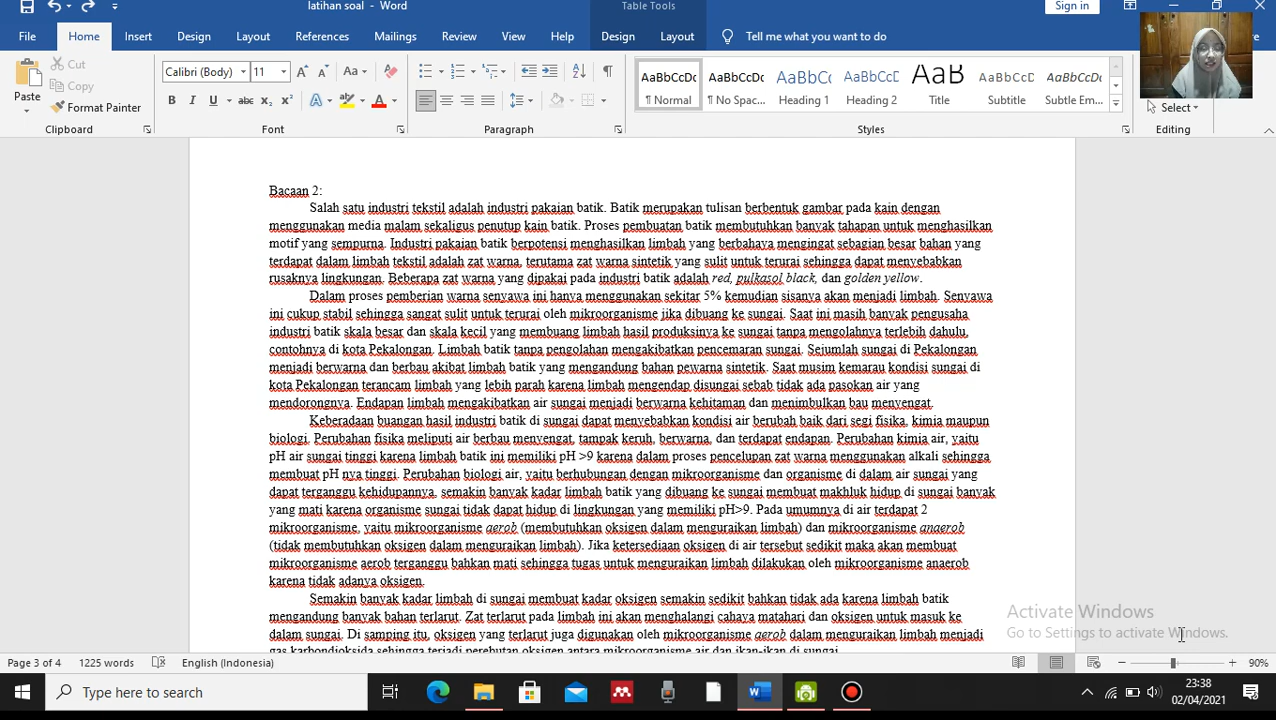 latihan soal - Word
Table Tools
Sign in
File
Home
Insert
Design
Layout
References
Mailings
Review
View
Help
Design
Layout
Tell me what you want to do
Paste
Cut
Copy
Format Painter
Clipboard
Calibri (Body)
11
Font
Paragraph
AaBbCcDc
¶ Normal
AaBbCcDc
¶ No Spac...
AaBbCc
Heading 1
AaBbCcD
Heading 2
AaB
Title
AaBbCcD
Subtitle
AaBbCcDc
Subtle Em...
Styles
Select
Editing
Bacaan 2:
Salah satu industri tekstil adalah industri pakaian batik. Batik merupakan tulisan berbentuk gambar pada kain dengan
menggunakan media malam sekaligus penutup kain batik. Proses pembuatan batik membutuhkan banyak tahapan untuk menghasilkan
motif yang sempurna. Industri pakaian batik berpotensi menghasilkan limbah yang berbahaya mengingat sebagian besar bahan yang
terdapat dalam limbah tekstil adalah zat warna, terutama zat warna sintetik yang sulit untuk terurai sehingga dapat menyebabkan
rusaknya lingkungan. Beberapa zat warna yang dipakai pada industri batik adalah red, pulkasol black, dan golden yellow.
Dalam proses pemberian warna senyawa ini hanya menggunakan sekitar 5% kemudian sisanya akan menjadi limbah. Senyawa
ini cukup stabil sehingga sangat sulit untuk terurai oleh mikroorganisme jika dibuang ke sungai. Saat ini masih banyak pengusaha
industri batik skala besar dan skala kecil yang membuang limbah hasil produksinya ke sungai tanpa mengolahnya terlebih dahulu,
contohnya di kota Pekalongan. Limbah batik tanpa pengolahan mengakibatkan pencemaran sungai. Sejumlah sungai di Pekalongan
menjadi berwarna dan berbau akibat limbah batik yang mengandung bahan pewarna sintetik. Saat musim kemarau kondisi sungai di
kota Pekalongan terancam limbah yang lebih parah karena limbah mengendap disungai sebab tidak ada pasokan air yang
mendorongnya. Endapan limbah mengakibatkan air sungai menjadi berwarna kehitaman dan menimbulkan bau menyengat.
Keberadaan buangan hasil industri batik di sungai dapat menyebabkan kondisi air berubah baik dari segi fisika, kimia maupun
biologi. Perubahan fisika meliputi air berbau menyengat, tampak keruh, berwarna, dan terdapat endapan. Perubahan kimia air, yaitu
pH air sungai tinggi karena limbah batik ini memiliki pH >9 karena dalam proses pencelupan zat warna menggunakan alkali sehingga
membuat pH nya tinggi. Perubahan biologi air, yaitu berhubungan dengan mikroorganisme dan organisme di dalam air sungai yang
dapat terganggu kehidupannya, semakin banyak kadar limbah batik yang dibuang ke sungai membuat makhluk hidup di sungai banyak
yang mati karena organisme sungai tidak dapat hidup di lingkungan yang memiliki pH>9. Pada umumnya di air terdapat 2
mikroorganisme, yaitu mikroorganisme aerob (membutuhkan oksigen dalam menguraikan limbah) dan mikroorganisme anaerob
(tidak membutuhkan oksigen dalam menguraikan limbah). Jika ketersediaan oksigen di air tersebut sedikit maka akan membuat
mikroorganisme aerob terganggu bahkan mati sehingga tugas untuk menguraikan limbah dilakukan oleh mikroorganisme anaerob
karena tidak adanya oksigen.
Semakin banyak kadar limbah di sungai membuat kadar oksigen semakin sedikit bahkan tidak ada karena limbah batik
mengandung banyak bahan terlarut. Zat terlarut pada limbah ini akan menghalangi cahaya matahari dan oksigen untuk masuk ke
dalam sungai. Di samping itu, oksigen yang terlarut juga digunakan oleh mikroorganisme aerob dalam menguraikan limbah menjadi
gas karbondioksida sehingga terjadi perebutan oksigen antara mikroorganisme air dan ikan-ikan di sungai.
Activate Windows
Go to Settings to activate Windows.
Page 3 of 4
1225 words
English (Indonesia)
90%
Type here to search
23:38
02/04/2021